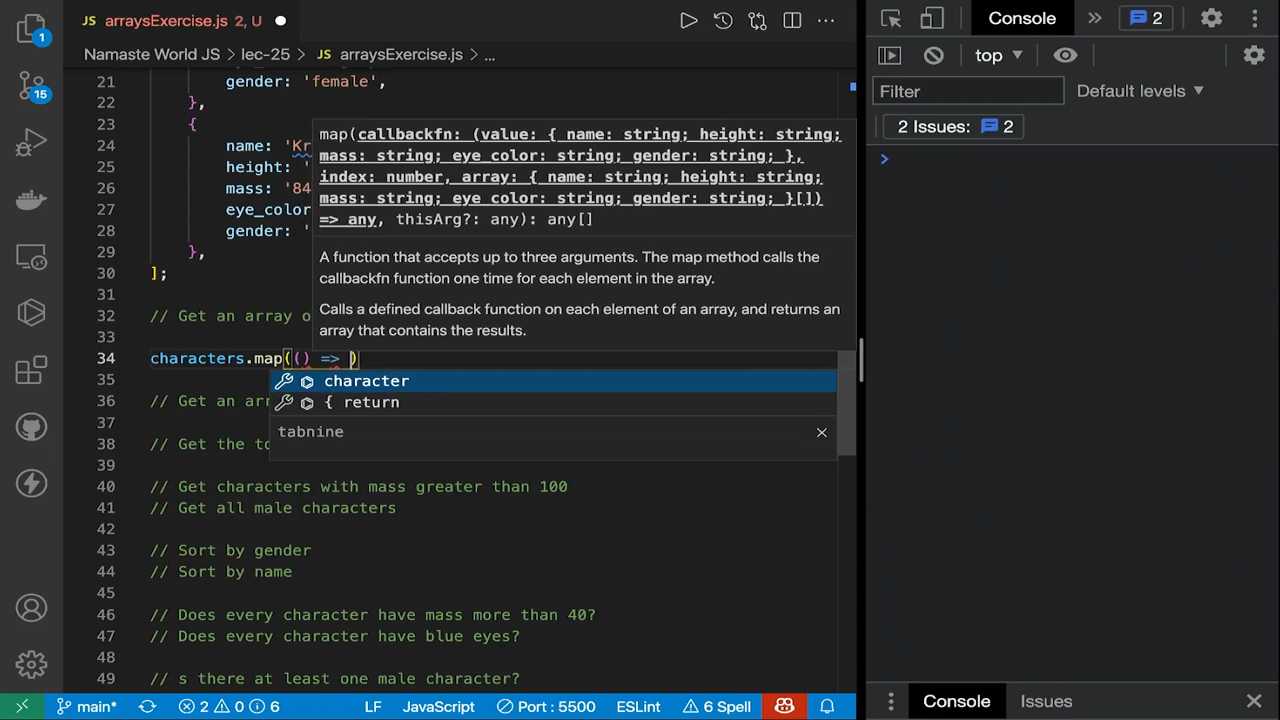 JS arraysExercise.js 2, U
Console
2
Namaste World JS > lec-25 > JS arraysExercise.js > ...
top
Filter
Default levels
2 Issues: 2
1
15
21 gender: 'female',
22 },
23 {
24 name: 'Kr
25 height: '
26 mass: '84
27 eye_color
28 gender: '
29 },
30 ];
31
32 // Get an array o
33
34 characters.map(() => )
35
36 // Get an arr
37
38 // Get the to
39
40 // Get characters with mass greater than 100
41 // Get all male characters
42
43 // Sort by gender
44 // Sort by name
45
46 // Does every character have mass more than 40?
47 // Does every character have blue eyes?
48
49 // s there at least one male character?
map(callbackfn: (value: { name: string; height: string;
mass: string; eye_color: string; gender: string; },
index: number, array: { name: string; height: string;
mass: string; eye_color: string; gender: string; }[])
=> any, thisArg?: any): any[]
A function that accepts up to three arguments. The map method calls the
callbackfn function one time for each element in the array.
Calls a defined callback function on each element of an array, and returns an
array that contains the results.
character
{ return
tabnine
main* 2 0 6 LF JavaScript Port : 5500 ESLint 6 Spell
Console
Issues